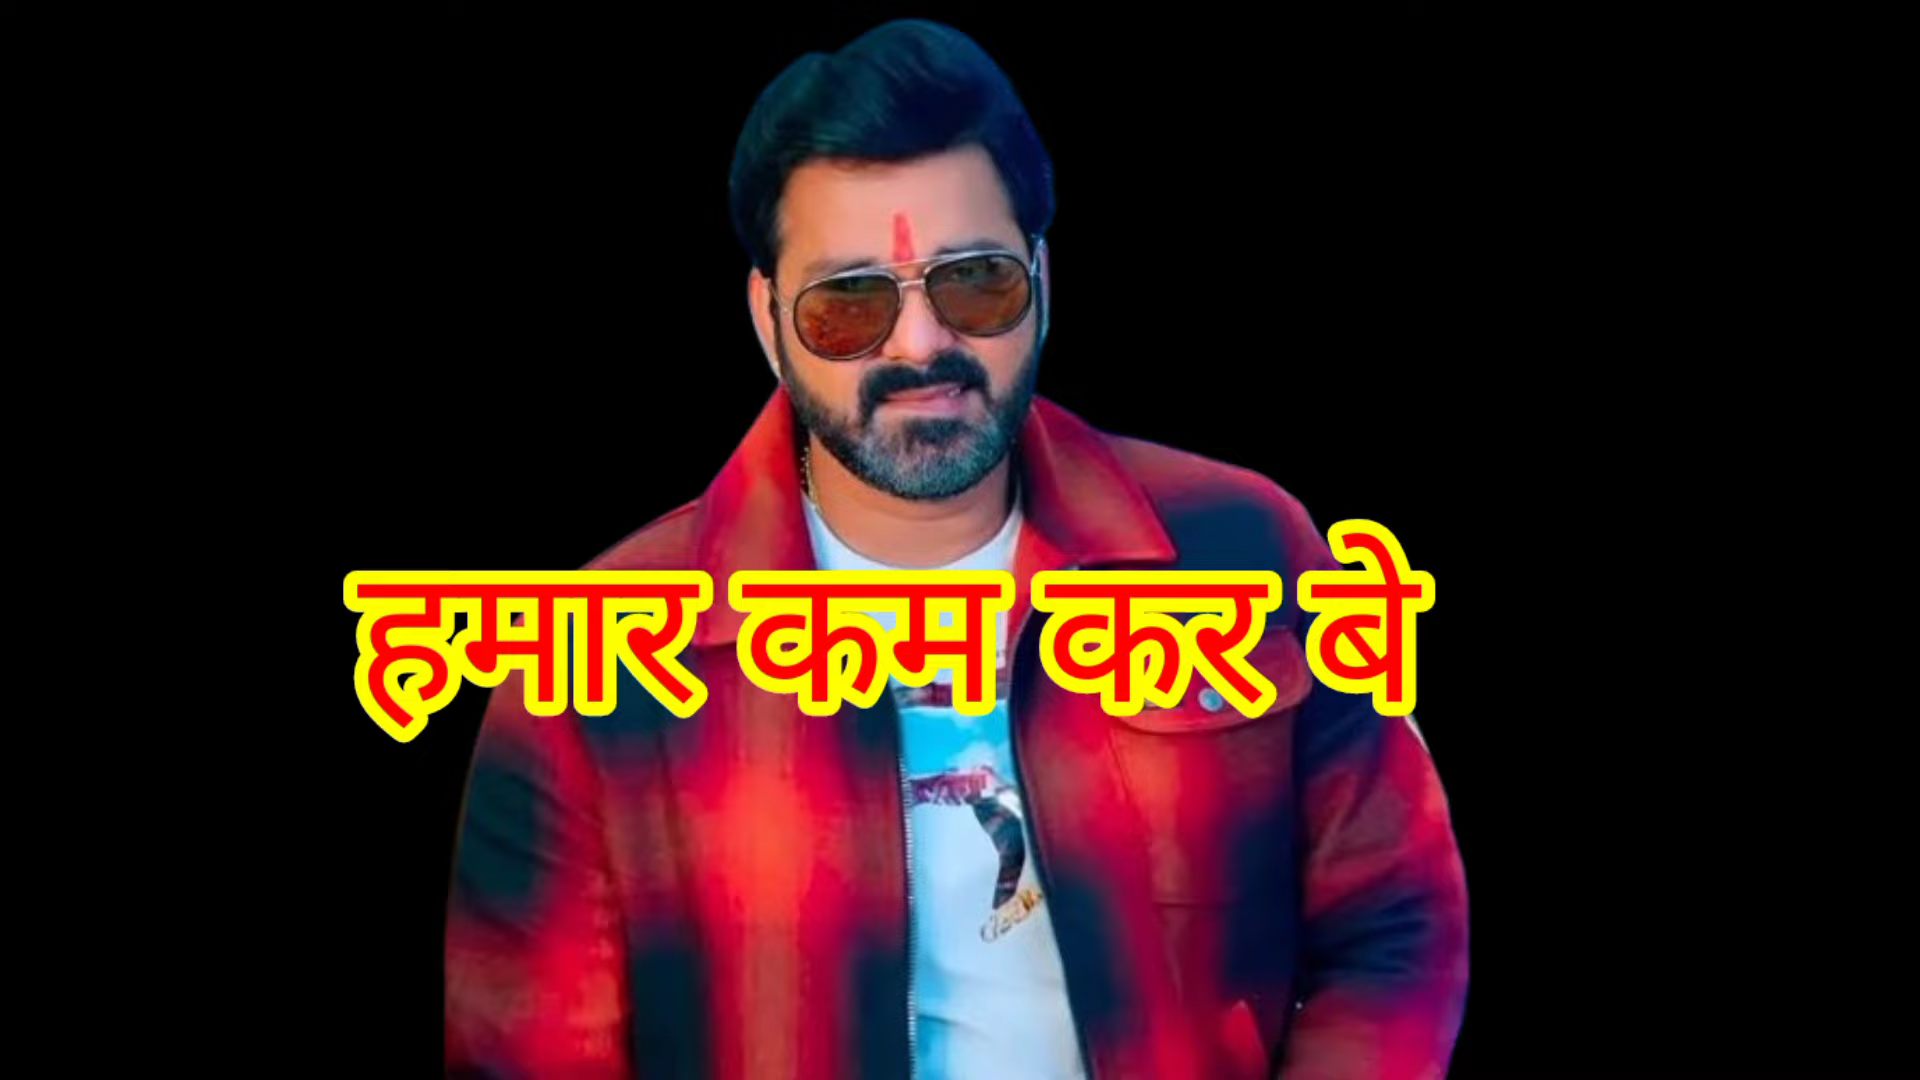 हमार कम कर बे